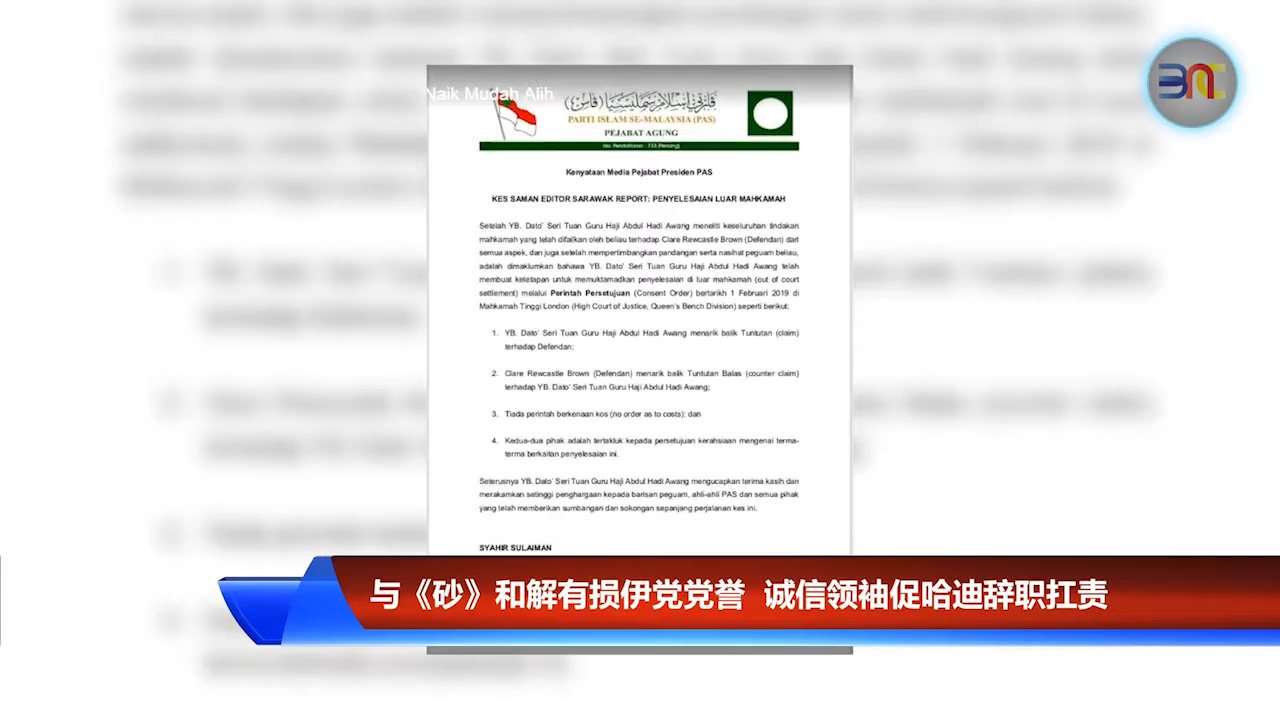 Naik Mudah Alih
PARTI ISLAM SE-MALAYSIA (PAS)
PEJABAT AGUNG
Kenyataan Media Pejabat Presiden PAS
KES SAMAN EDITOR SARAWAK REPORT: PENYELESAIAN LUAR MAHKAMAH
Setelah YB. Dato' Seri Tuan Guru Haji Abdul Hadi Awang meneliti keseluruhan tindakan
mahkamah yang telah difailkan oleh beliau terhadap Clare Rewcastle Brown (Defendan) dari
semua aspek, dan juga setelah mempertimbangkan pandangan serta nasihat peguam beliau,
adalah dimaklumkan bahawa YB. Dato' Seri Tuan Guru Haji Abdul Hadi Awang telah
membuat ketetapan untuk memuktamadkan penyelesaian di luar mahkamah (out of court
settlement) melalui Perintah Persetujuan (Consent Order) bertarikh 1 Februari 2019 di
Mahkamah Tinggi London (High Court of Justice, Queen's Bench Division) seperti berikut:
1. YB. Dato' Seri Tuan Guru Haji Abdul Hadi Awang menarik balik Tuntutan (claim)
terhadap Defendan;
2. Clare Rewcastle Brown (Defendan) menarik balik Tuntutan Balas (counter claim)
terhadap YB. Dato' Seri Tuan Guru Haji Abdul Hadi Awang;
3. Tiada perintah berkenaan kos (no order as to costs); dan
4. Kedua-dua pihak adalah tertakluk kepada persetujuan kerahsiaan mengenai terma-
terma berkaitan penyelesaian ini.
Seterusnya YB. Dato' Seri Tuan Guru Haji Abdul Hadi Awang mengucapkan terima kasih dan
merakamkan setinggi penghargaan kepada barisan peguam, ahli-ahli PAS dan semua pihak
yang telah memberikan sumbangan dan sokongan sepanjang perjalanan kes ini.
SYAHIR SULAIMAN
与《砂》和解有损伊党党誉 诚信领袖促哈迪辞职扛责